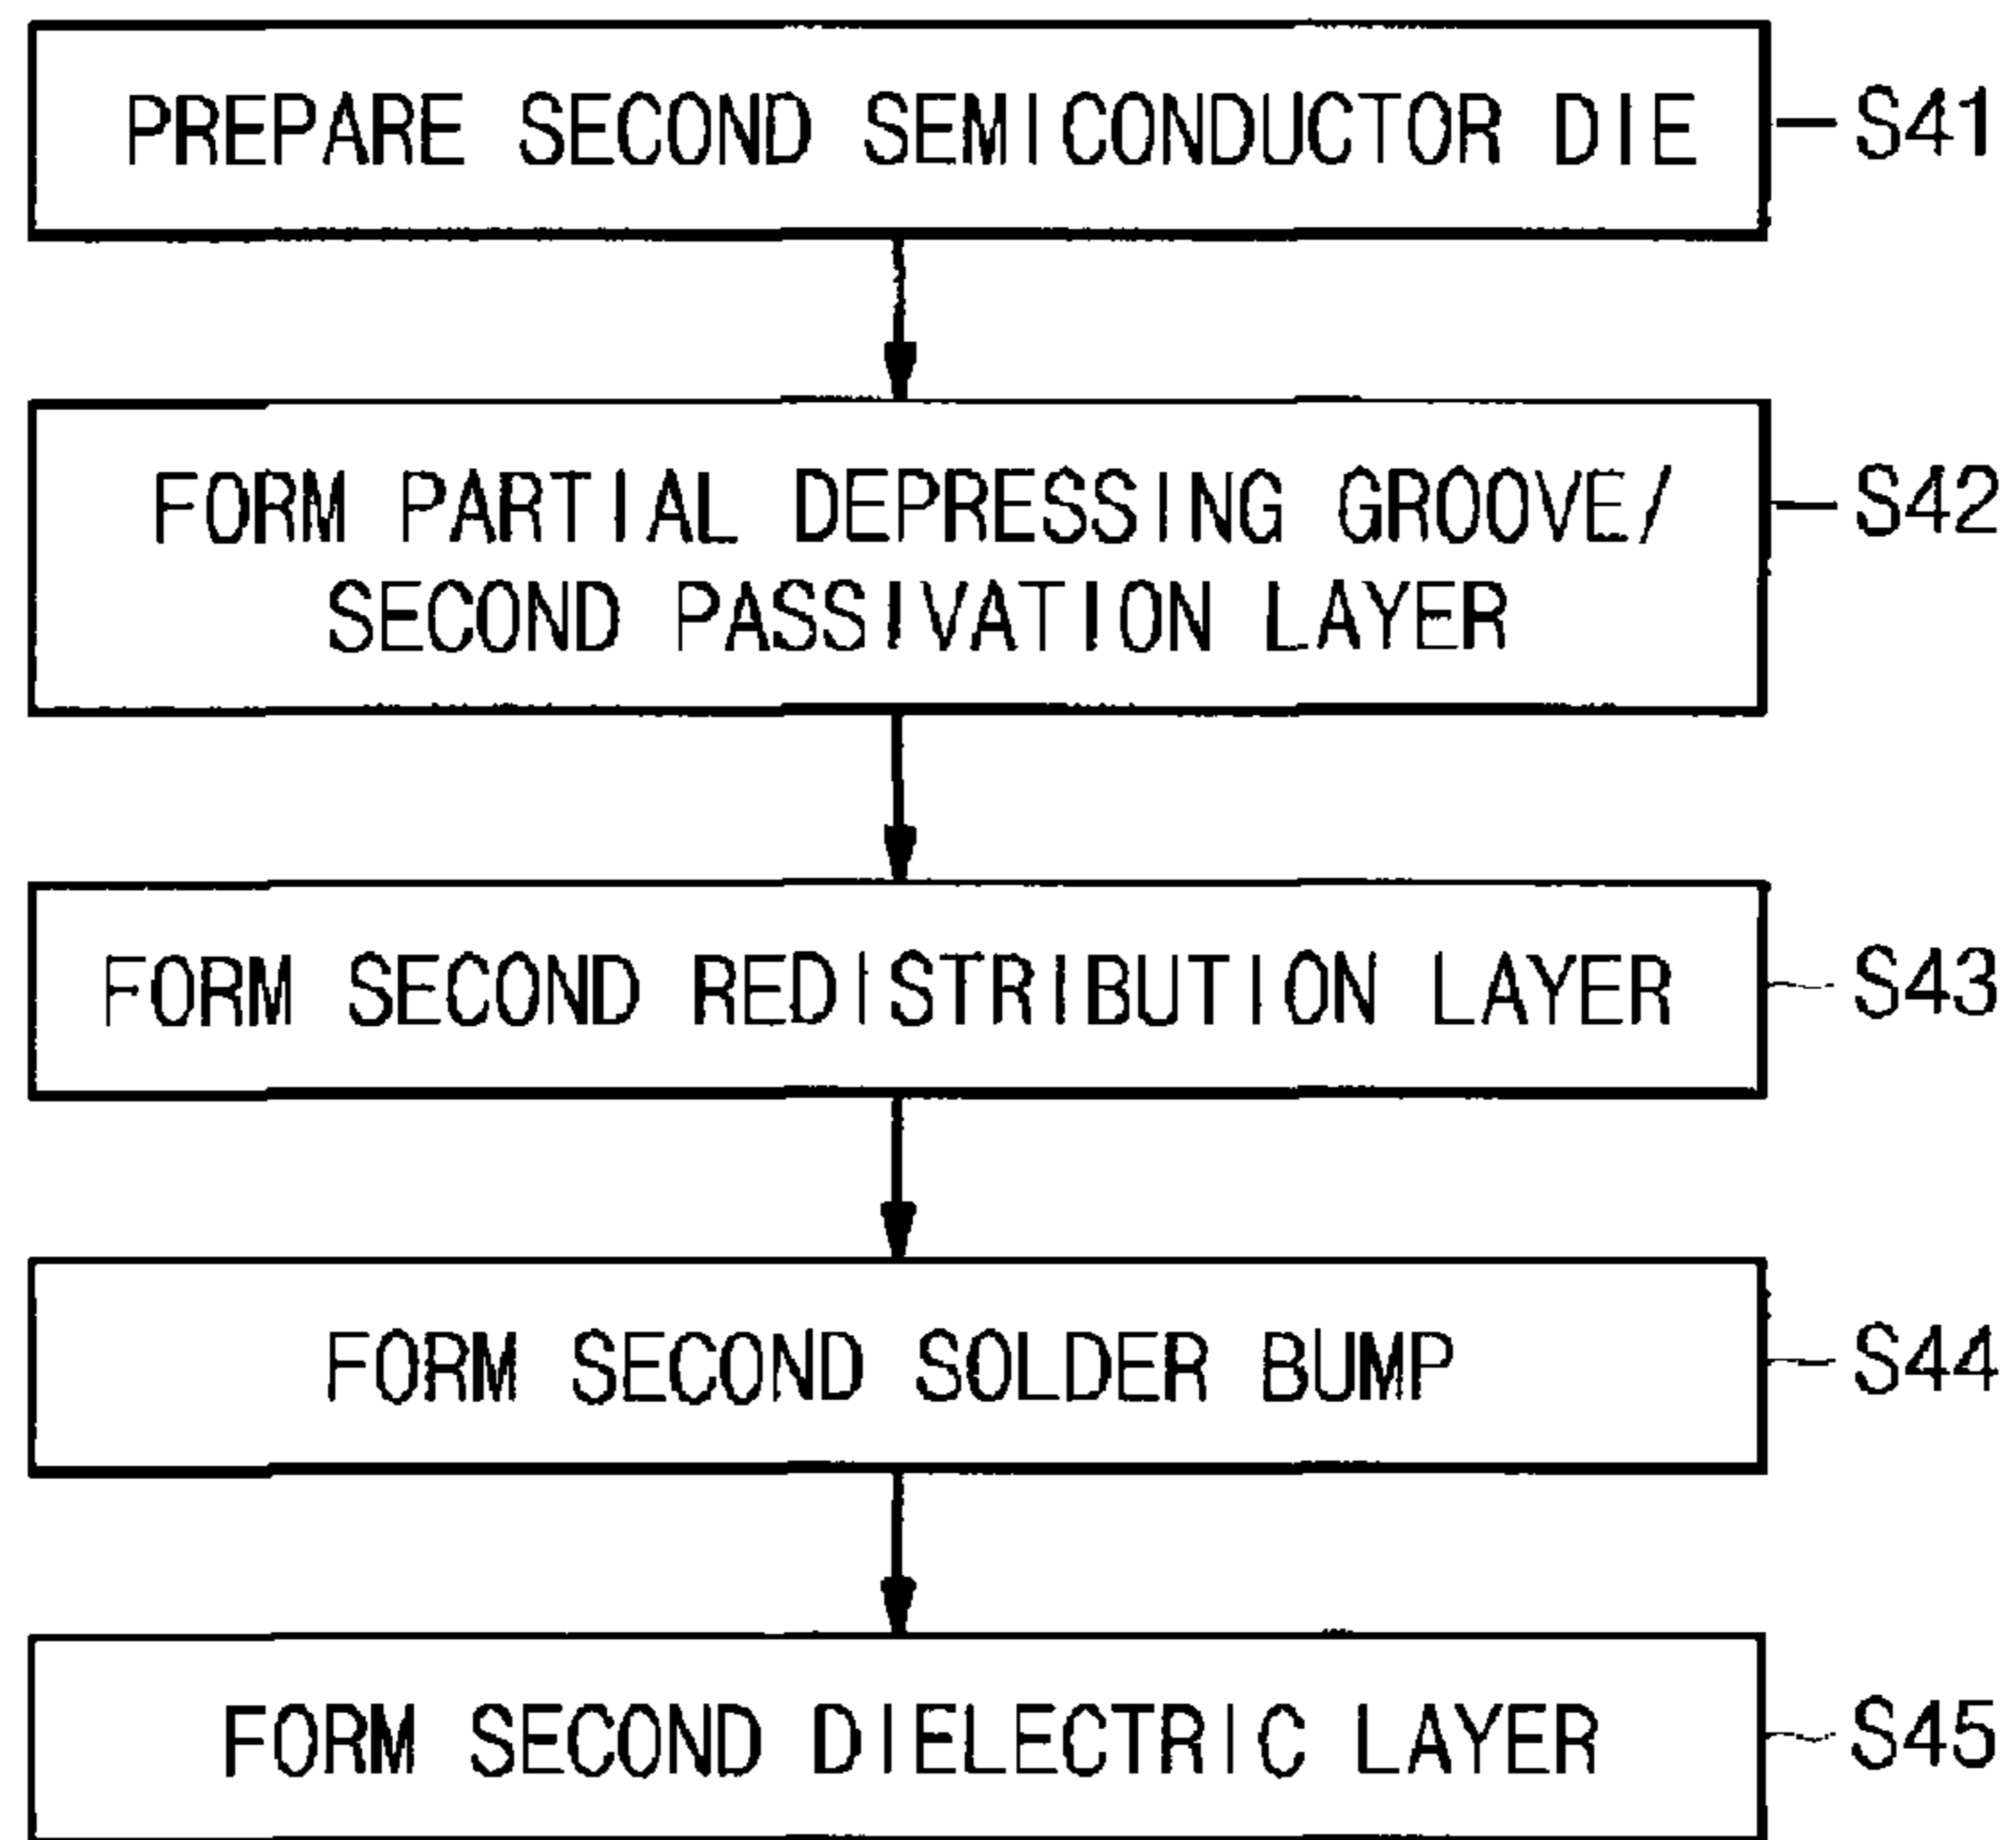 PREPARE SECOND SEMICONDUCTOR DIE
S41
FORM PARTIAL DEPRESSING GROOVE/
SECOND PASSIVATION LAYER
S42
FORM SECOND REDISTRIBUTION LAYER
S43
FORM SECOND SOLDER BUMP
S44
FORM SECOND DIELECTRIC LAYER
S45